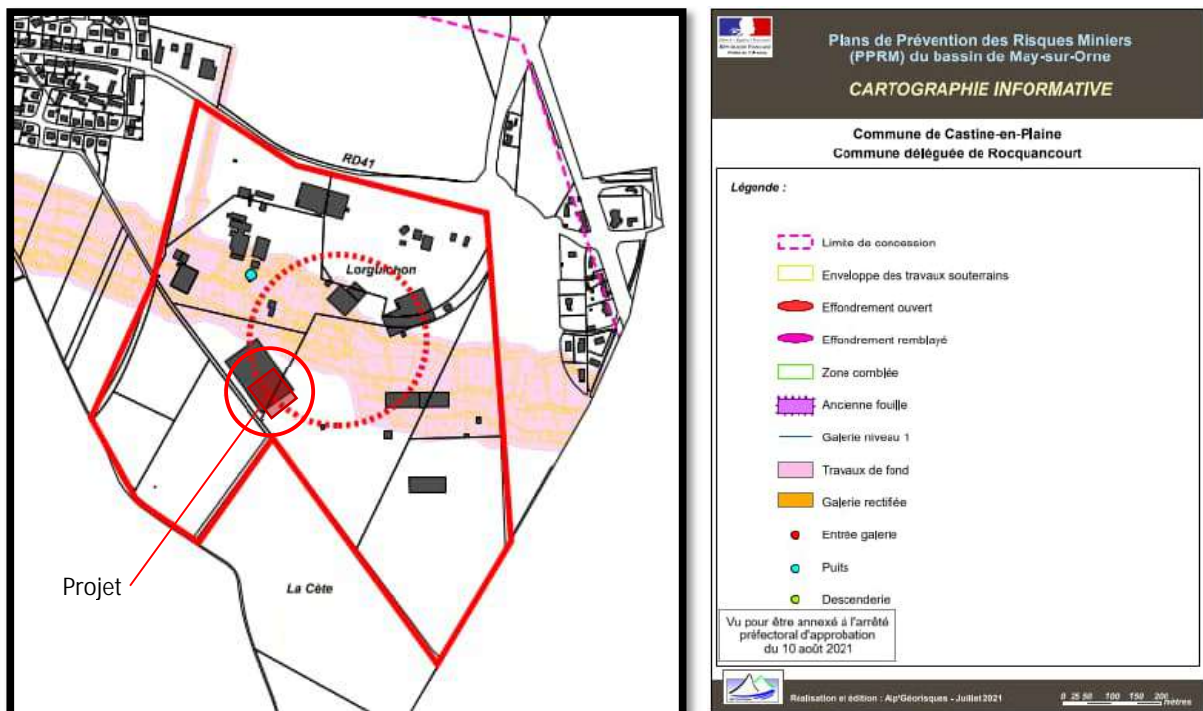 RD41
Lorguichon
Projet
La Cète
Plans de Prévention des Risques Miniers
(PPRM) du bassin de May-sur-Orne
CARTOGRAPHIE INFORMATIVE
Commune de Castine-en-Plaine
Commune déléguée de Rocquancourt
Légende :
Limite de concession
Enveloppe des travaux souterrains
Effondrement ouvert
Effondrement remblayé
Zone comblée
Ancienne fouille
Galerie niveau 1
Travaux de fond
Galerie rectifiée
Entrée galerie
Puits
Descenderie
Vu pour être annexé à l'arrêté
préfectoral d'approbation
du 10 août 2021
Réalisation et édition : Alp'Géorisques - Juillet 2021
0 25 50 100 150 200
mètres